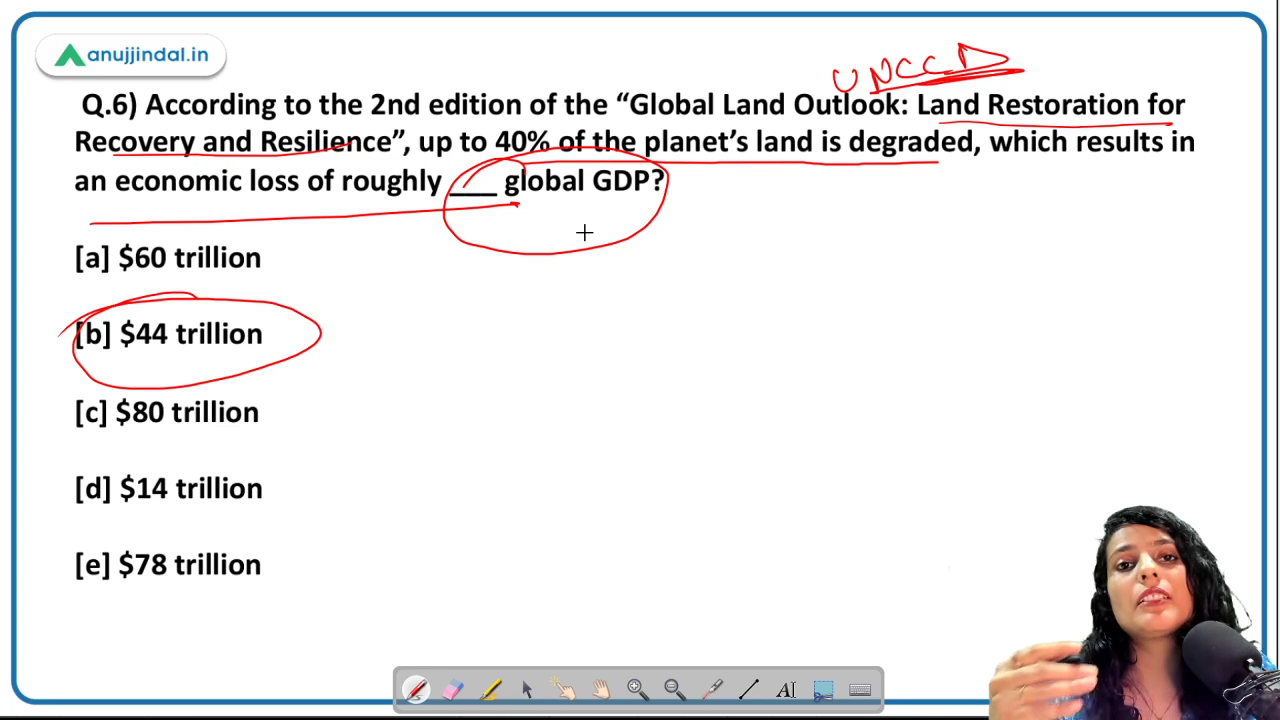 anujjindal.in
UNCCD
Q.6) According to the 2nd edition of the “Global Land Outlook: Land Restoration for
Recovery and Resilience”, up to 40% of the planet’s land is degraded, which results in
an economic loss of roughly ___ global GDP?
[a] $60 trillion
[b] $44 trillion
[c] $80 trillion
[d] $14 trillion
[e] $78 trillion